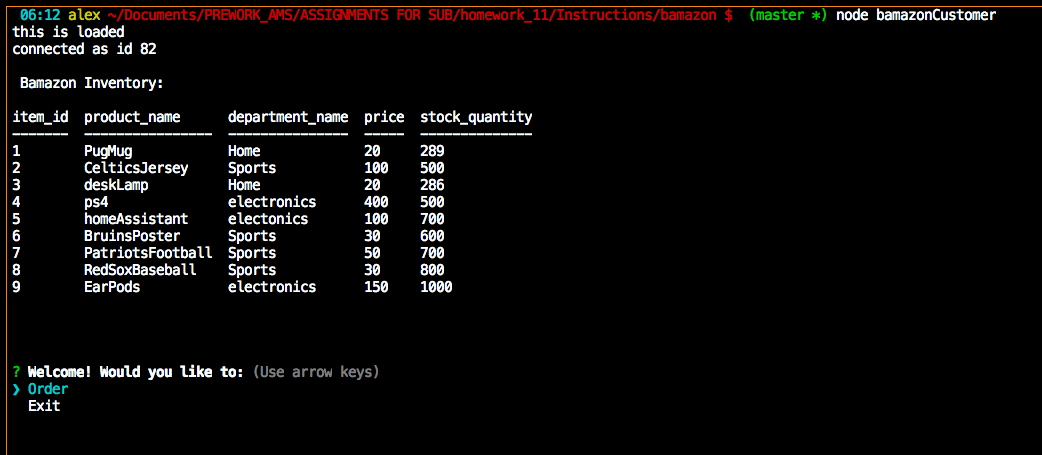 06:12 alex ~/Documents/PREWORK_AMS/ASSIGNMENTS FOR SUB/homework_11/Instructions/bamazon $ (master *) node bamazonCustomer
this is loaded
connected as id 82
Bamazon Inventory:
item_id  product_name      department_name  price  stock_quantity
-------  ----------------  ---------------  -----  --------------
1        PugMug            Home             20     289
2        CelticsJersey     Sports           100    500
3        deskLamp          Home             20     286
4        ps4               electronics      400    500
5        homeAssistant     electonics       100    700
6        BruinsPoster      Sports           30     600
7        PatriotsFootball  Sports           50     700
8        RedSoxBaseball    Sports           30     800
9        EarPods           electronics      150    1000
? Welcome! Would you like to: (Use arrow keys)
❯ Order
Exit